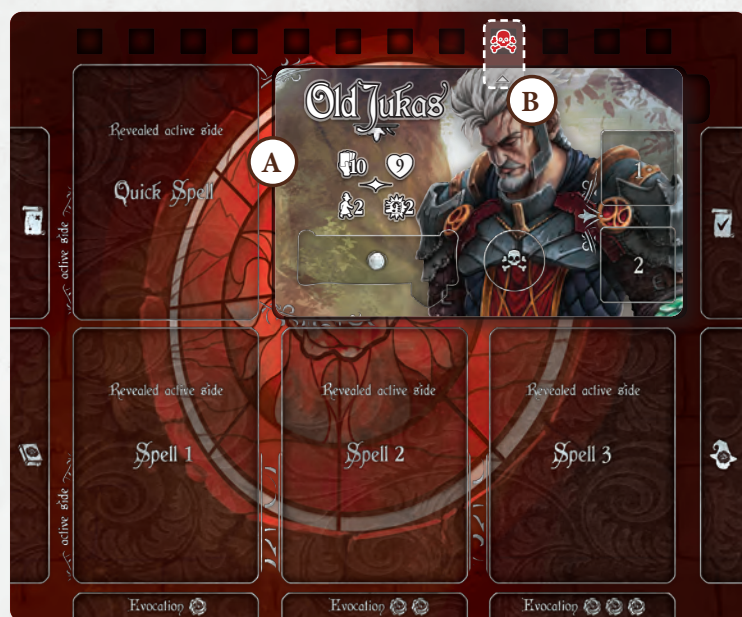 B
Old Jukas
Revealed active side
A
10 9
1
Quick Spell
2 2
active side
2
Revealed active side Revealed active side Revealed active side
Spell 1 Spell 2 Spell 3
active side
Evocation Evocation Evocation